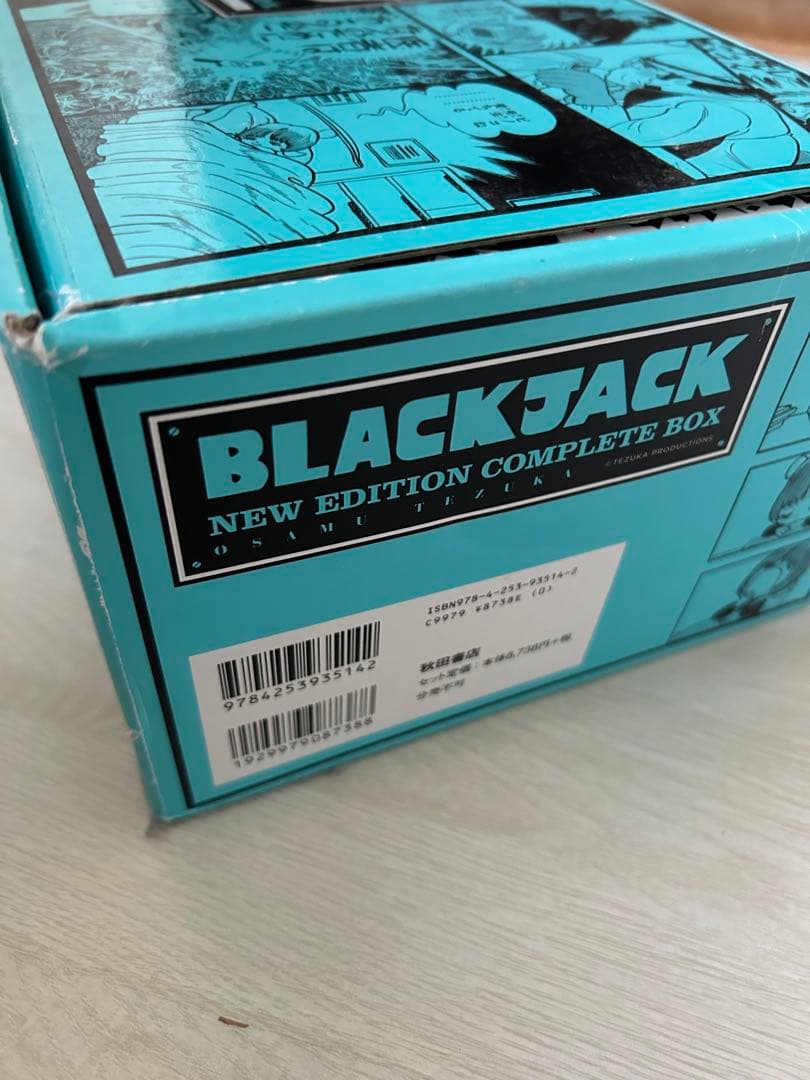 BLACKJACK
NEW EDITION COMPLETE BOX
OSAMU TEZUKA
©TEZUKA PRODUCTIONS
ISBN978-4-253-93514-2
C9979 ¥8738E (0)
9784253935142
1929979087388
秋田書店
セット定価：本体8,738円+税
分売不可